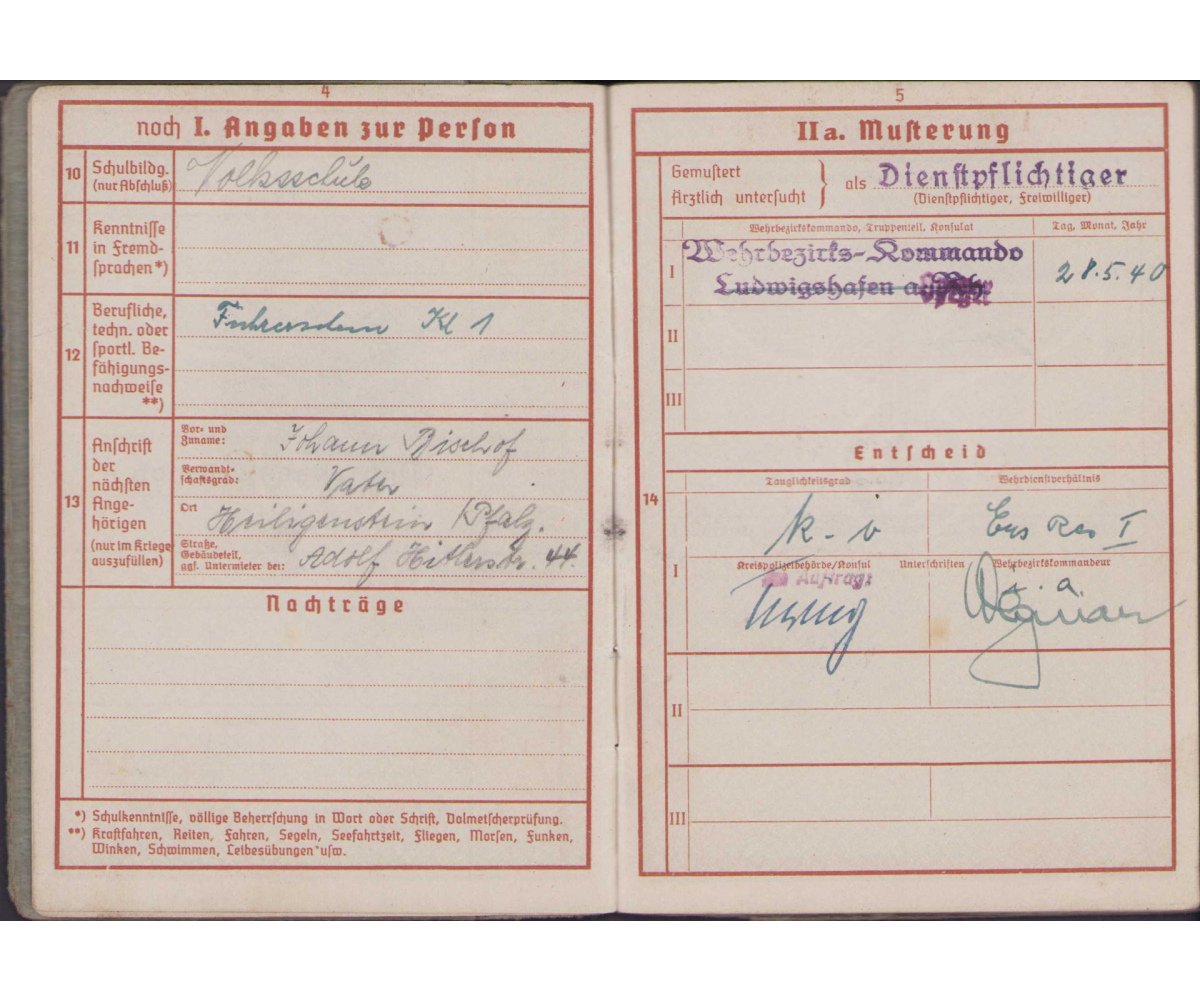 4
noch I. Angaben zur Perſon
10 Schulbildg.
(nur Abſchluß)
Volksschule
11 Kenntniſſe
in Fremd-
ſprachen*)
12 Berufliche,
techn. oder
ſportl. Be-
fähigungs-
nachweiſe
**)
Führerschein Kl 1
13 Anſchrift
der
nächſten
Ange-
hörigen
(nur im Kriege
auszufüllen)
Vor- und
Zuname:
Johann Bischof
Verwandt-
ſchaftsgrad:
Vater
Ort
Heiligenstein /Pfalz.
Straße,
Gebäudeteil,
ggf. Untermieter bei:
Adolf Hitlerstr. 44.
Nachträge
*) Schulkenntniſſe, völlige Beherrſchung in Wort oder Schrift, Dolmetſcherprüfung.
**) Kraftfahren, Reiten, Fahren, Segeln, Seefahrtzeit, Fliegen, Morſen, Funken,
Winken, Schwimmen, Leibesübungen uſw.
5
IIa. Muſterung
Gemuſtert
Ärztlich unterſucht
als Dienſtpflichtiger
(Dienſtpflichtiger, Freiwilliger)
Wehrbezirkskommando, Truppenteil, Konſulat
Tag, Monat, Jahr
I
Wehrbezirks-Kommando
Ludwigshafen
28.5.40
II
III
14
Entſcheid
Tauglichkeitsgrad
Wehrdienſtverhältnis
k.v
Ers Res I
I
Kreispolizeibehörde/Konſul
Unterſchriften
Wehrbezirkskommandeur
Auftrag:
II
III